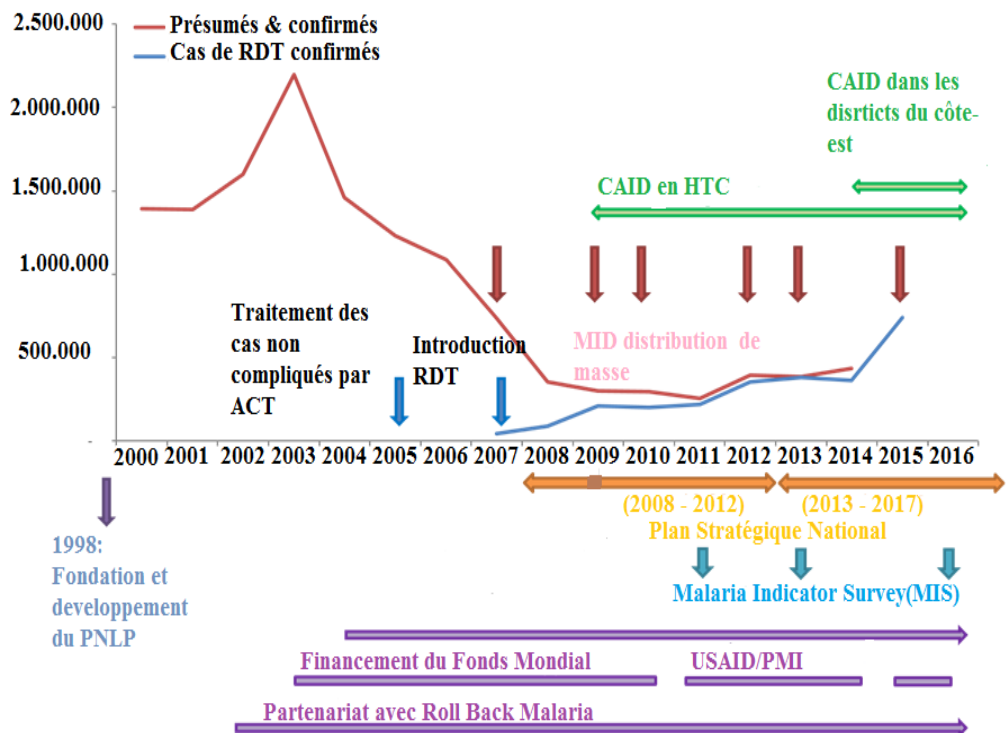 2.500.000
Présumés & confirmés
Cas de RDT confirmés
2.000.000
CAID dans les
disrticts du côte-
est
1.500.000
CAID en HTC
1.000.000
Traitement des
cas non
compliqués par
ACT
Introduction
RDT
MID distribution de
masse
500.000
-
2000 2001 2002 2003 2004 2005 2006 2007 2008 2009 2010 2011 2012 2013 2014 2015 2016
(2008 - 2012) (2013 - 2017)
Plan Stratégique National
1998:
Fondation et
developpement
du PNLP
Malaria Indicator Survey(MIS)
Financement du Fonds Mondial
USAID/PMI
Partenariat avec Roll Back Malaria